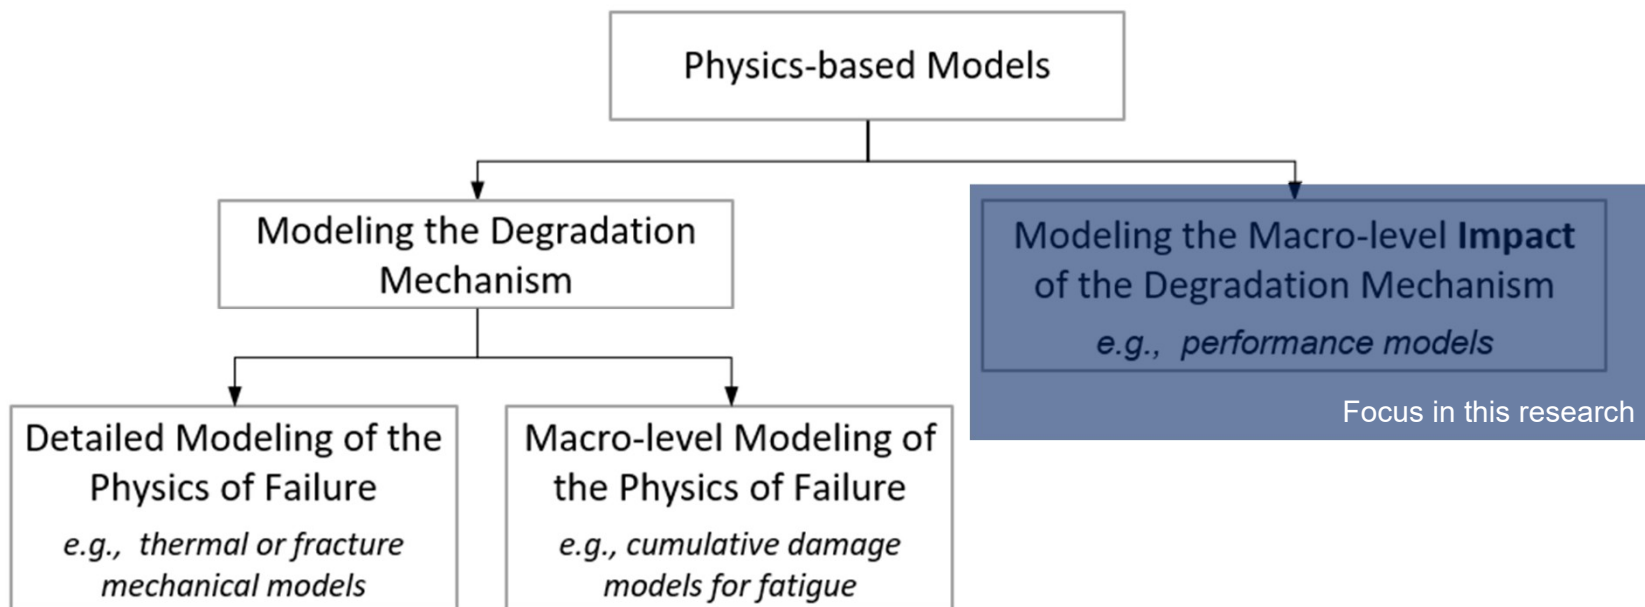 Physics-based Models
Modeling the Degradation
Mechanism
Modeling the Macro-level Impact
of the Degradation Mechanism
e.g., performance models
Focus in this research
Detailed Modeling of the
Physics of Failure
e.g., thermal or fracture
mechanical models
Macro-level Modeling of
the Physics of Failure
e.g., cumulative damage
models for fatigue